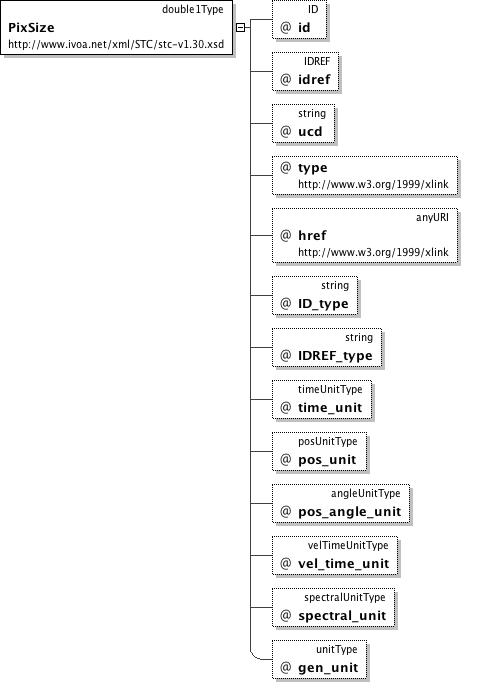 double1Type
PixSize
http://www.ivoa.net/xml/STC/stc-v1.30.xsd
ID
@ id
IDREF
@ idref
string
@ ucd
@ type
http://www.w3.org/1999/xlink
anyURI
@ href
http://www.w3.org/1999/xlink
string
@ ID_type
string
@ IDREF_type
timeUnitType
@ time_unit
posUnitType
@ pos_unit
angleUnitType
@ pos_angle_unit
velTimeUnitType
@ vel_time_unit
spectralUnitType
@ spectral_unit
unitType
@ gen_unit